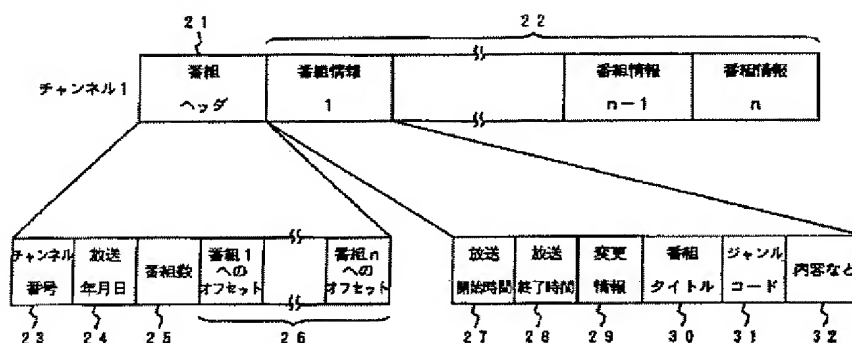 21
22
チャンネル1
番組
ヘッダ
番組情報
1
番組情報
n-1
番組情報
n
チャンネル
番号
放送
年月日
番組数
番組1
への
オフセット
番組n
への
オフセット
放送
開始時間
放送
終了時間
変更
情報
番組
タイトル
ジャンル
コード
内容など
23
24
25
26
27
28
29
30
31
32